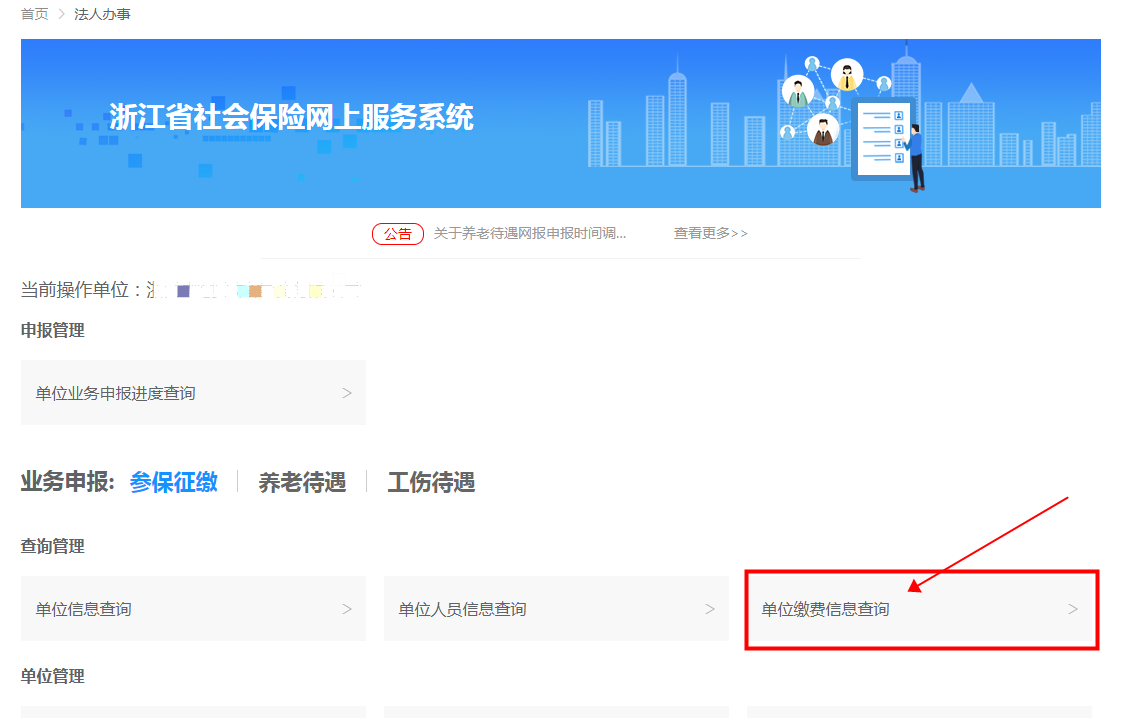 首页 > 法人办事
浙江省社会保险网上服务系统
公告 关于养老待遇网报申报时间调... 查看更多>>
当前操作单位：浙
申报管理
单位业务申报进度查询 >
业务申报: 参保征缴 养老待遇 工伤待遇
查询管理
单位信息查询 > 单位人员信息查询 > 单位缴费信息查询 >
单位管理